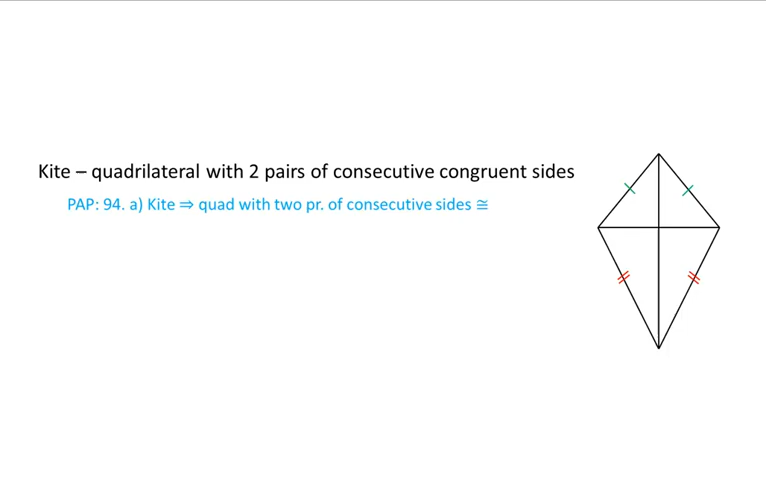 Kite – quadrilateral with 2 pairs of consecutive congruent sides
PAP: 94. a) Kite ⇒ quad with two pr. of consecutive sides ≅